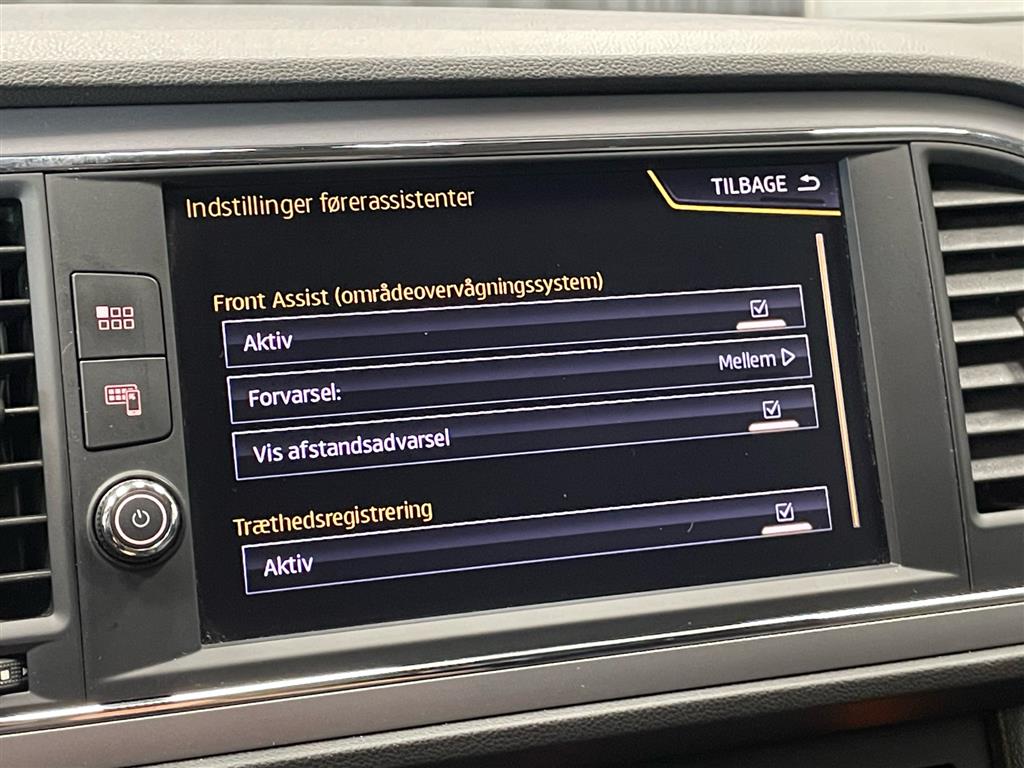 Indstillinger førerassistenter
TILBAGE
Front Assist (områdeovervågningssystem)
Aktiv
Forvarsel: Mellem
Vis afstandsadvarsel
Træthedsregistrering
Aktiv